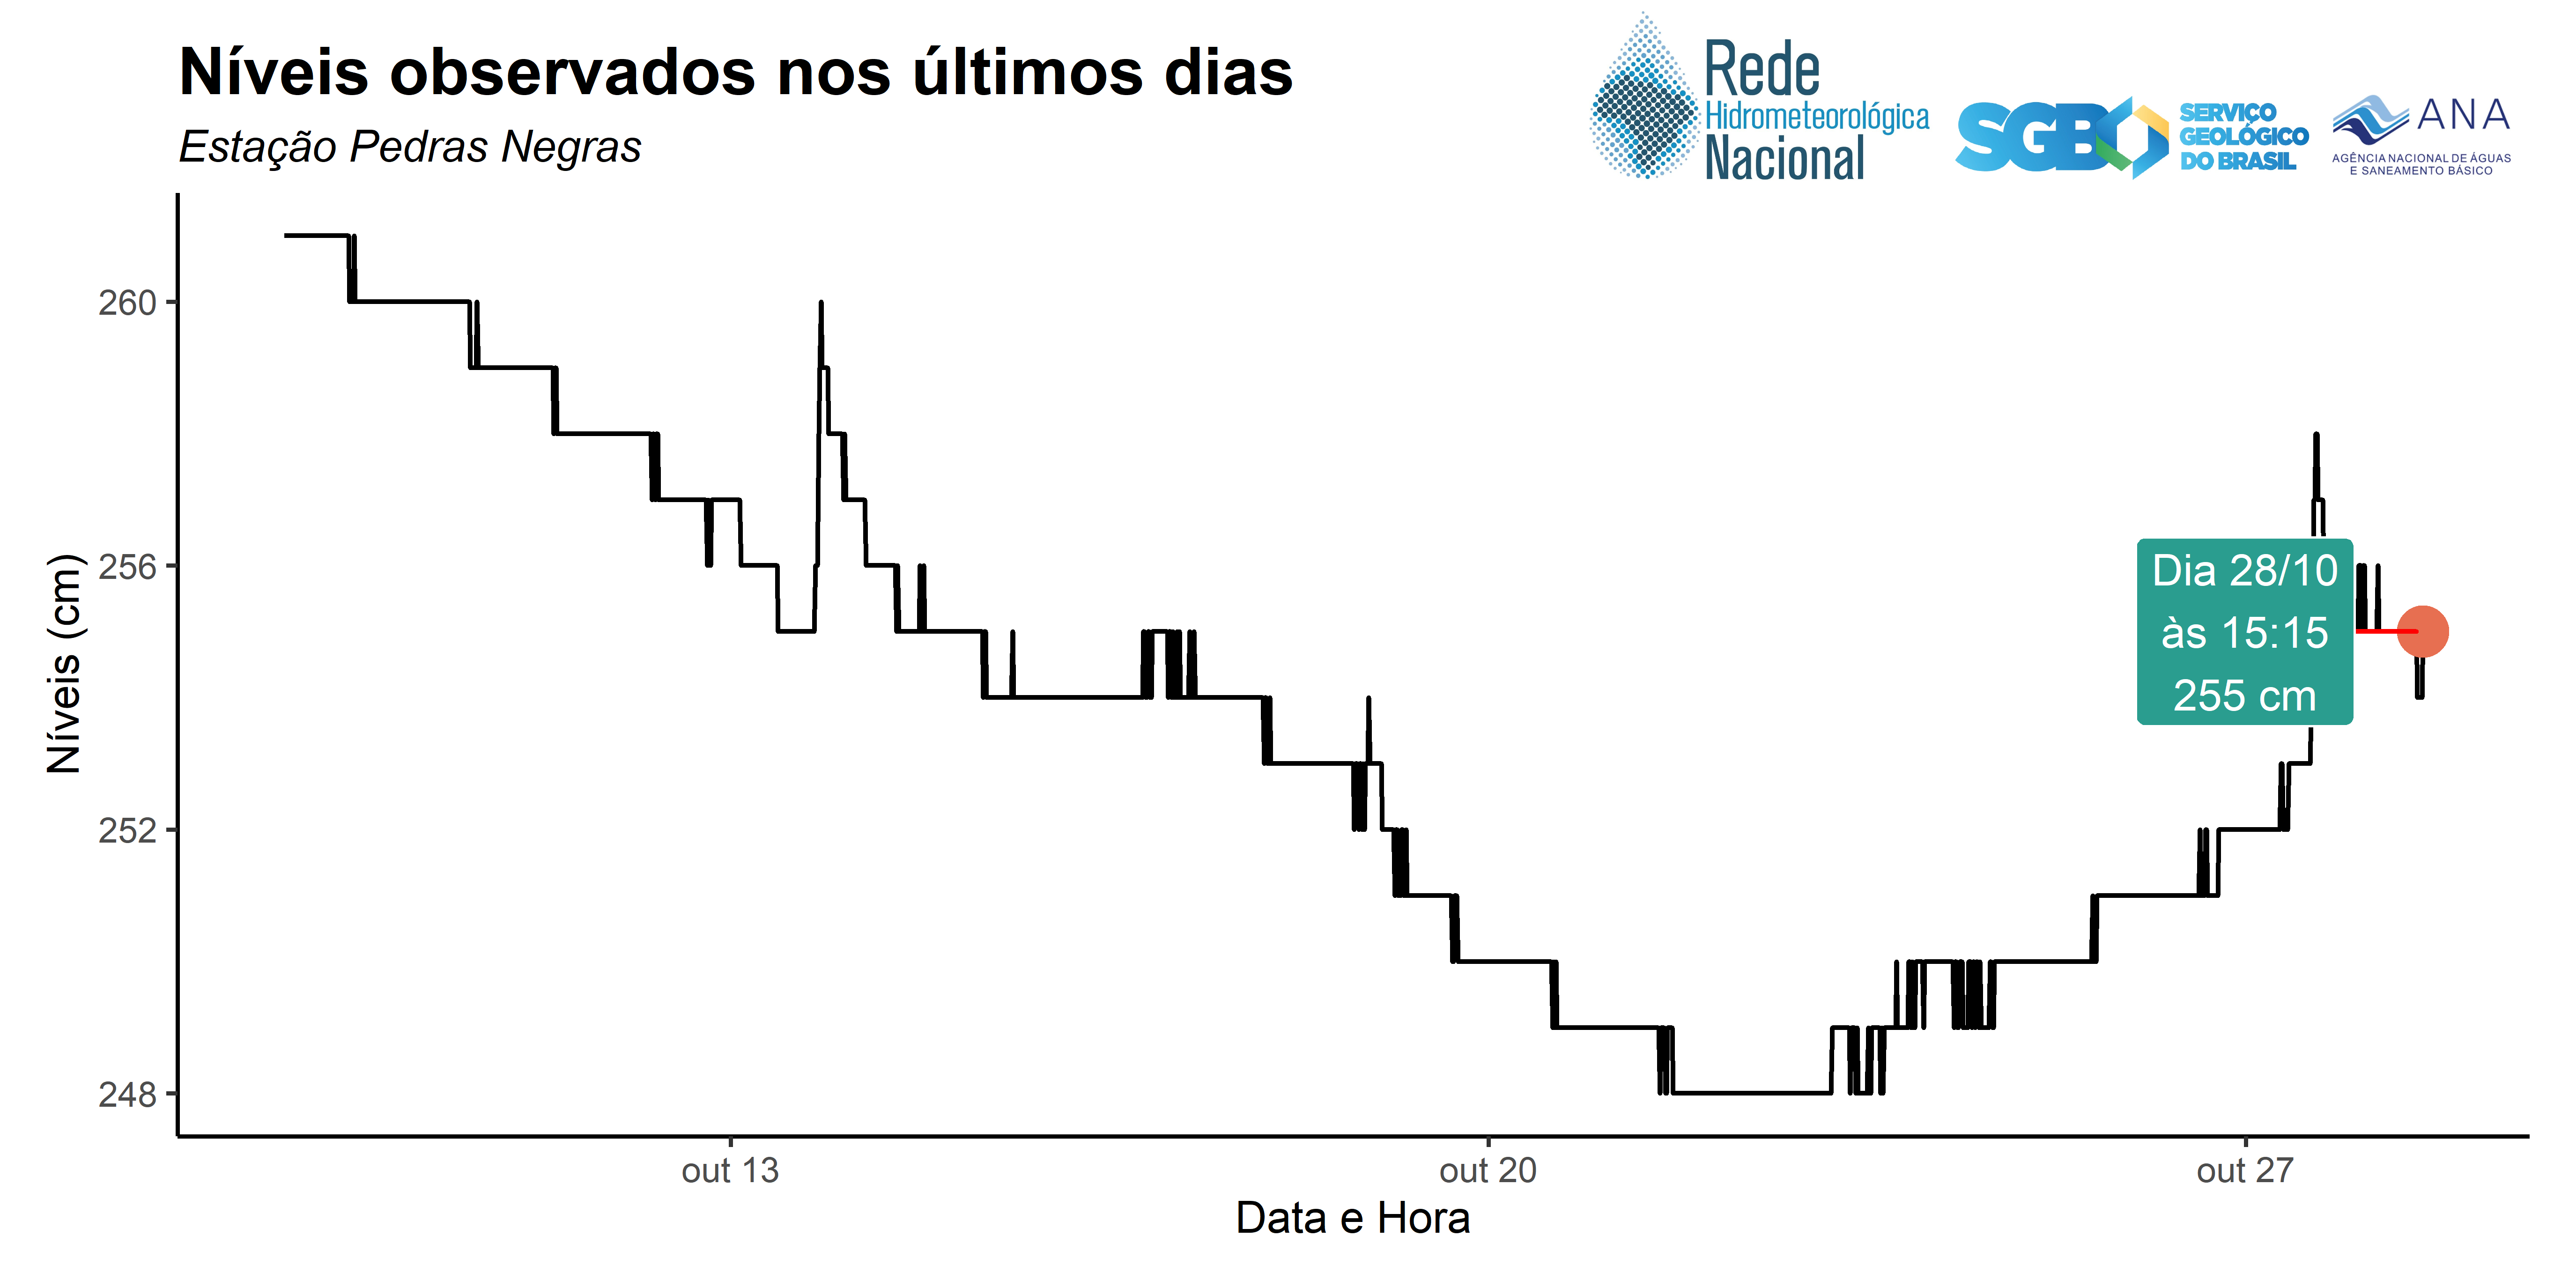 Níveis observados nos últimos dias
Estação Pedras Negras
Rede
Hidrometeorológica
Nacional
SGB
SERVIÇO
GEOLÓGICO
DO BRASIL
ANA
AGÊNCIA NACIONAL DE ÁGUAS
E SANEAMENTO BÁSICO
Níveis (cm)
260
256
252
248
Dia 28/10
às 15:15
255 cm
out 13
out 20
out 27
Data e Hora